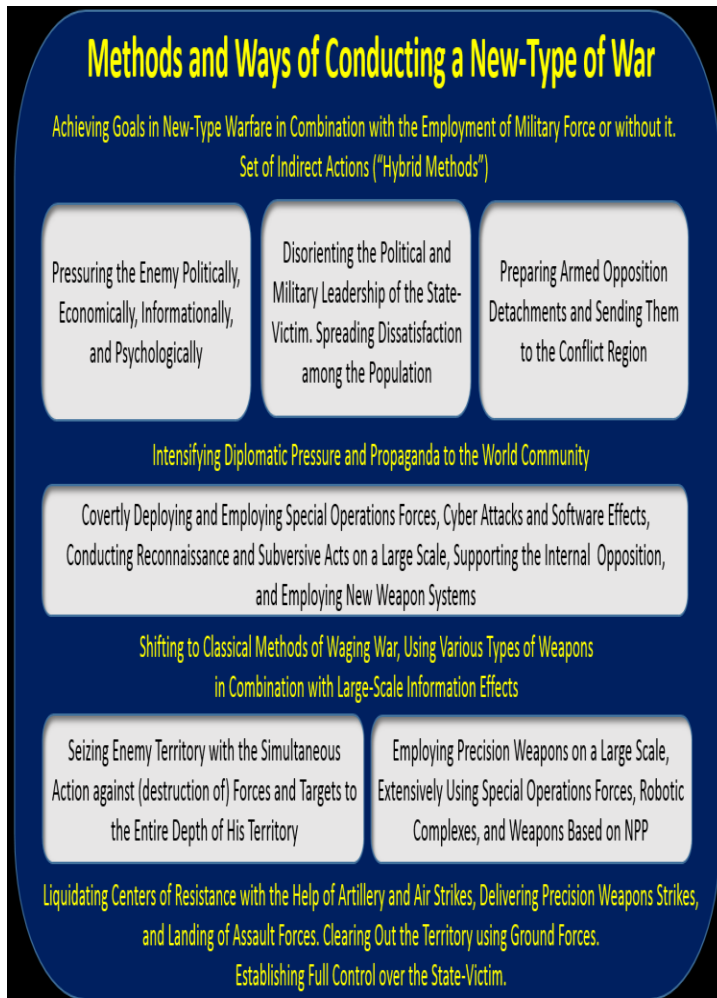 Methods and Ways of Conducting a New-Type of War
Achieving Goals in New-Type Warfare in Combination with the Employment of Military Force or without it.
Set of Indirect Actions (“Hybrid Methods”)
Pressuring the Enemy Politically,
Economically, Informationally,
and Psychologically
Disorienting the Political and
Military Leadership of the State-
Victim. Spreading Dissatisfaction
among the Population
Preparing Armed Opposition
Detachments and Sending Them
to the Conflict Region
Intensifying Diplomatic Pressure and Propaganda to the World Community
Covertly Deploying and Employing Special Operations Forces, Cyber Attacks and Software Effects,
Conducting Reconnaissance and Subversive Acts on a Large Scale, Supporting the Internal Opposition,
and Employing New Weapon Systems
Shifting to Classical Methods of Waging War, Using Various Types of Weapons
in Combination with Large-Scale Information Effects
Seizing Enemy Territory with the Simultaneous
Action against (destruction of) Forces and Targets to
the Entire Depth of His Territory
Employing Precision Weapons on a Large Scale,
Extensively Using Special Operations Forces, Robotic
Complexes, and Weapons Based on NPP
Liquidating Centers of Resistance with the Help of Artillery and Air Strikes, Delivering Precision Weapons Strikes,
and Landing of Assault Forces. Clearing Out the Territory using Ground Forces.
Establishing Full Control over the State-Victim.